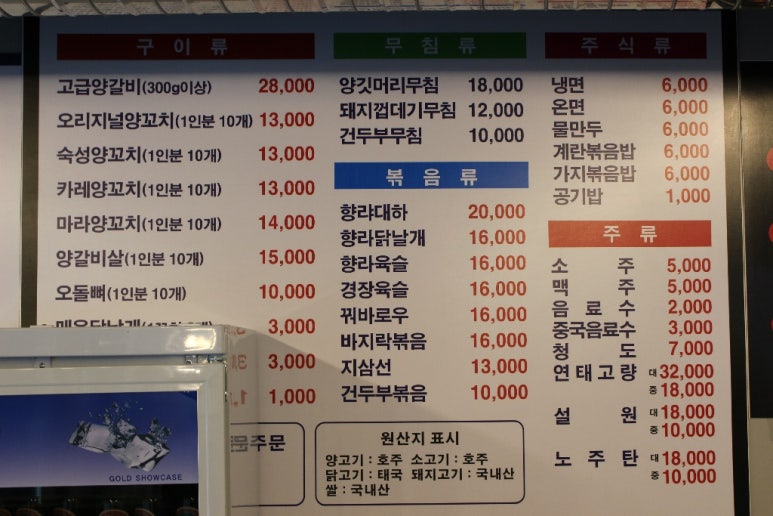 구이류
고급양갈비(300g이상) 28,000
오리지널양꼬치(1인분 10개) 13,000
숙성양꼬치(1인분 10개) 13,000
카레양꼬치(1인분 10개) 13,000
마라양꼬치(1인분 10개) 14,000
양갈비살(1인분 10개) 15,000
오돌뼈(1인분 10개) 10,000
3,000
3,000
1,000
주문
무침류
양깃머리무침 18,000
돼지껍데기무침 12,000
건두부무침 10,000
볶음류
향랴대하 20,000
향라닭날개 16,000
향라육슬 16,000
경장육슬 16,000
꿔바로우 16,000
바지락볶음 16,000
지삼선 13,000
건두부볶음 10,000
원산지 표시
양고기 : 호주 소고기 : 호주
닭고기 : 태국 돼지고기 : 국내산
쌀 : 국내산
주식류
냉면 6,000
온면 6,000
물만두 6,000
계란볶음밥 6,000
가지볶음밥 6,000
공기밥 1,000
주류
소주 5,000
맥주 5,000
음료수 2,000
중국음료수 3,000
청도 7,000
연태고량 대 32,000
중 18,000
설원 대 18,000
중 10,000
노주탄 대 18,000
중 10,000
GOLD SHOWCASE